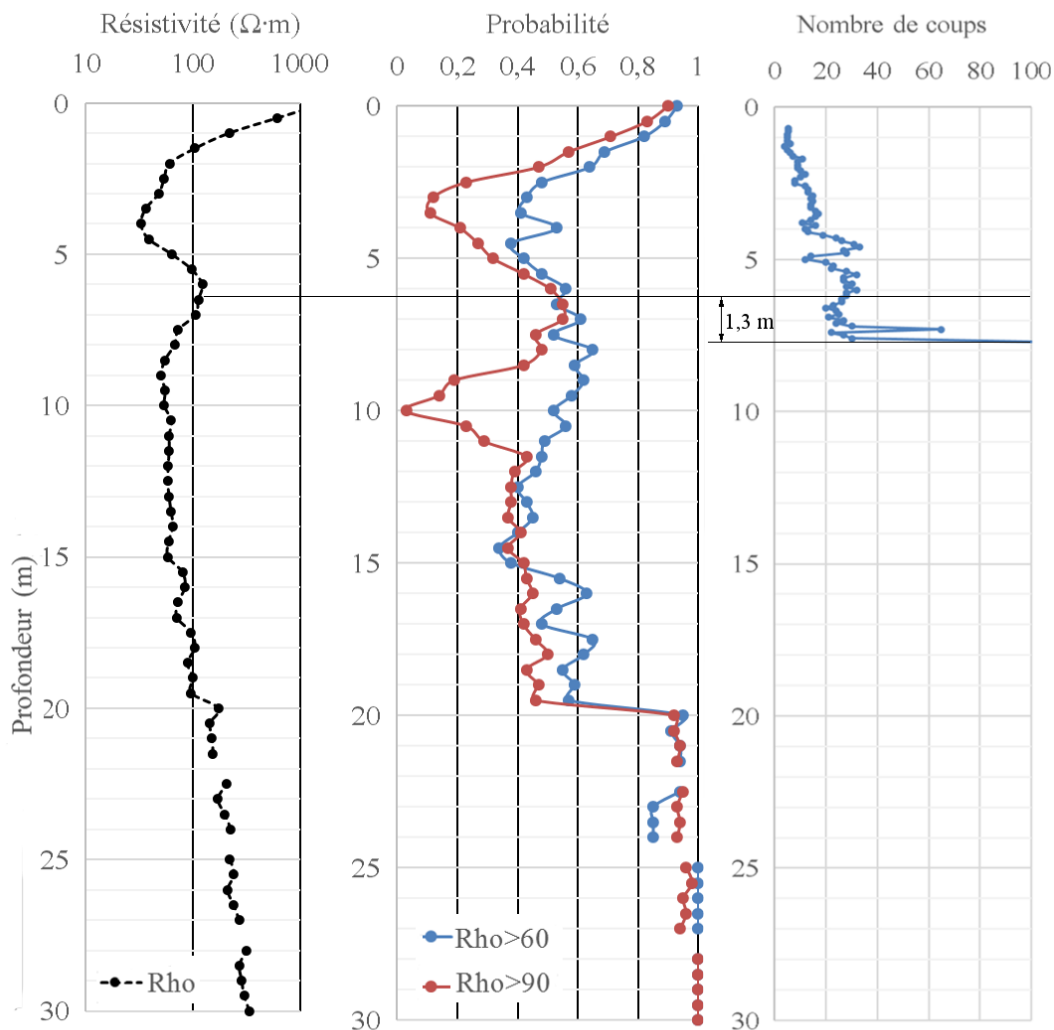 Résistivité (Ω·m)
10 100 1000
0
5
10
15
20
25
30
Profondeur (m)
Rho
Probabilité
0 0,2 0,4 0,6 0,8 1
0
5
10
15
20
25
30
Rho>60
Rho>90
Nombre de coups
0 20 40 60 80 100
0
5
10
15
20
25
30
1,3 m